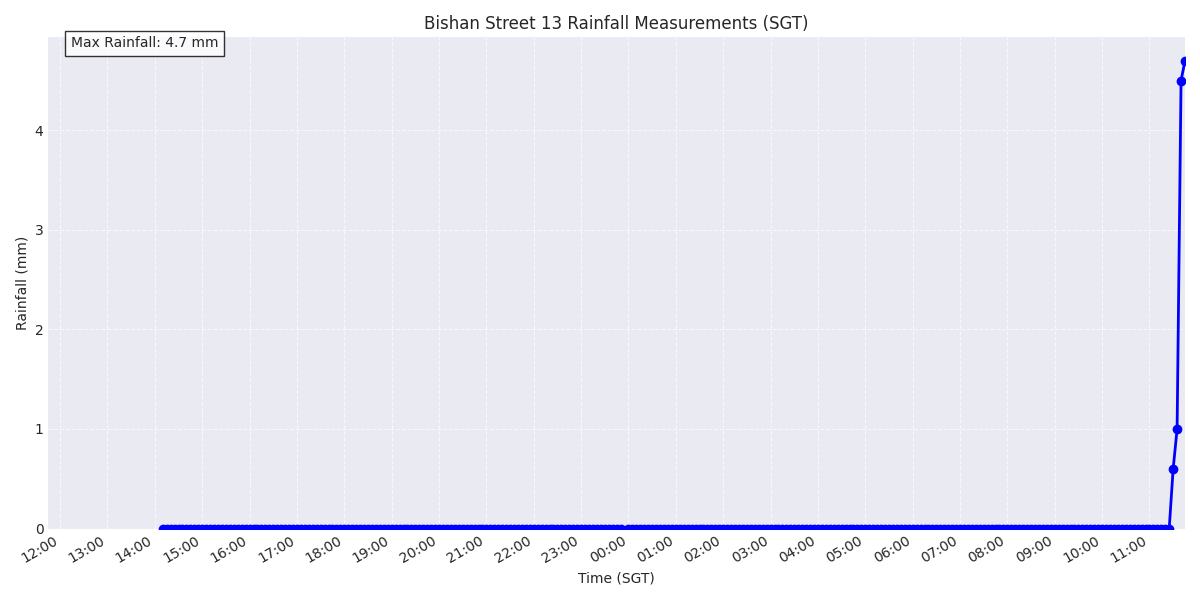 Bishan Street 13 Rainfall Measurements (SGT)
Max Rainfall: 4.7 mm
Rainfall (mm)
4
3
2
1
0
12:00 13:00 14:00 15:00 16:00 17:00 18:00 19:00 20:00 21:00 22:00 23:00 00:00 01:00 02:00 03:00 04:00 05:00 06:00 07:00 08:00 09:00 10:00 11:00
Time (SGT)